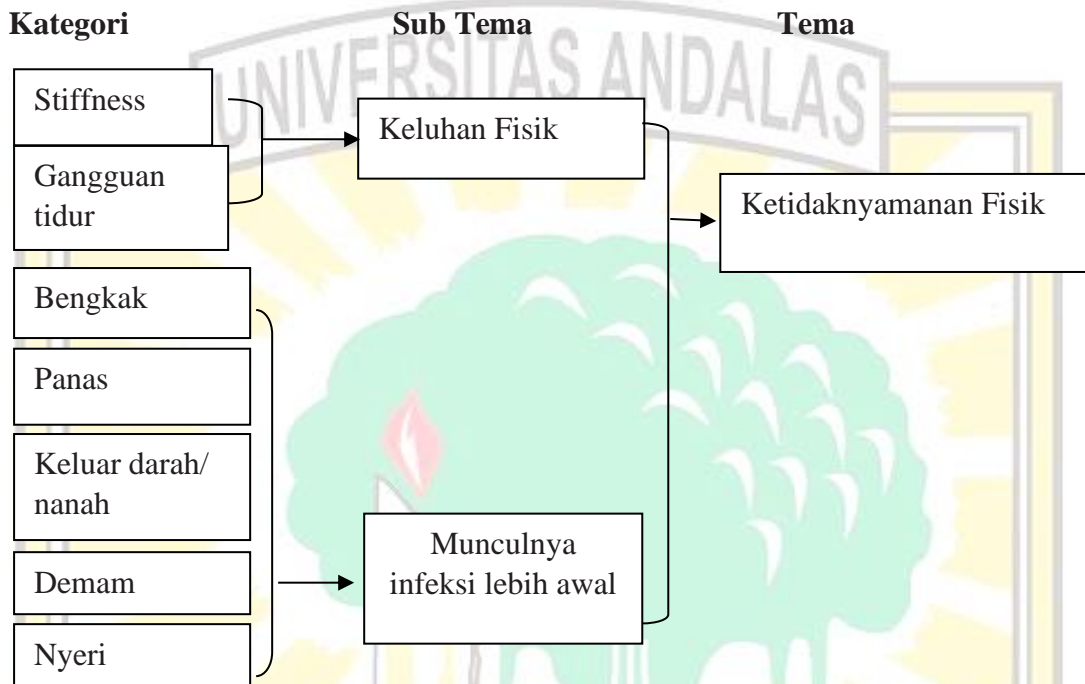 Kategori Sub Tema Tema
UNIVERSITAS ANDALAS
Stiffness
Gangguan
tidur
Bengkak
Panas
Keluar darah/
nanah
Demam
Nyeri
Keluhan Fisik
Munculnya
infeksi lebih awal
Ketidaknyamanan Fisik